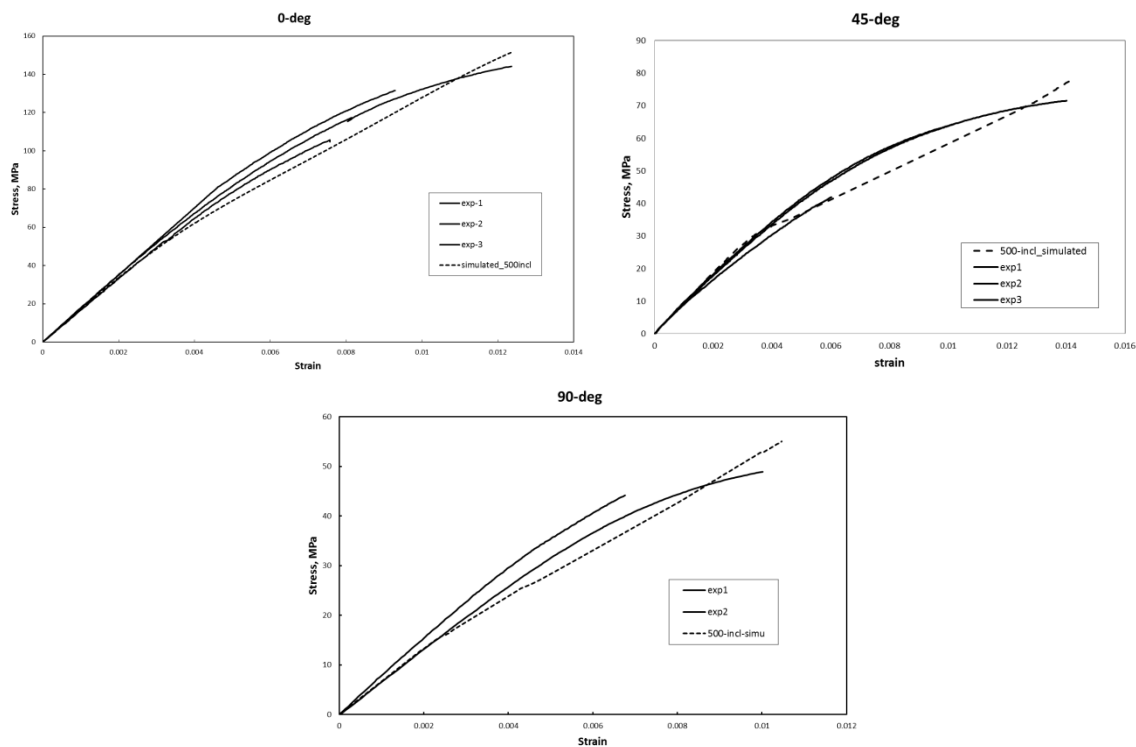 0-deg
160
140
120
100
80
60
40
20
0
Stress, MPa
exp-1
exp-2
exp-3
simulated_500incl
0 0.002 0.004 0.006 0.008 0.01 0.012 0.014
Strain
45-deg
90
80
70
60
50
40
30
20
10
0
Stress, MPa
500-incl_simulated
exp1
exp2
exp3
0 0.002 0.004 0.006 0.008 0.01 0.012 0.014 0.016
strain
90-deg
60
50
40
30
20
10
0
Stress, MPa
exp1
exp2
500-incl-simu
0 0.002 0.004 0.006 0.008 0.01 0.012
Strain